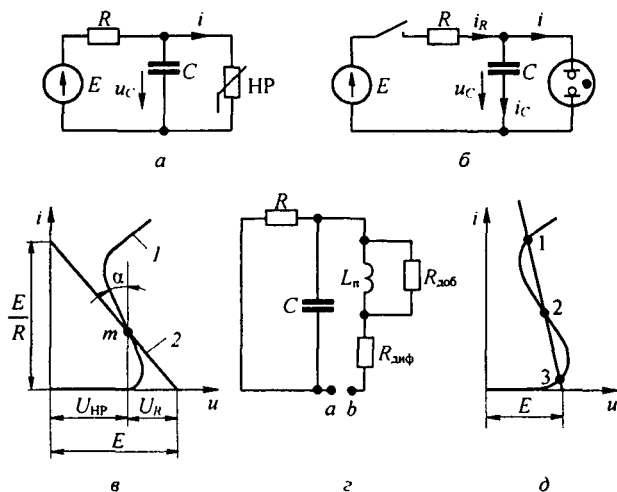 R i
E u_C C НР
а
R i_R i
E u_C C i_C
б
i
1
α
E/R
m 2
U_НР U_R u
E
в
R
C L_п R_доб
R_диф
a b
г
i
1
2
3
E u
д